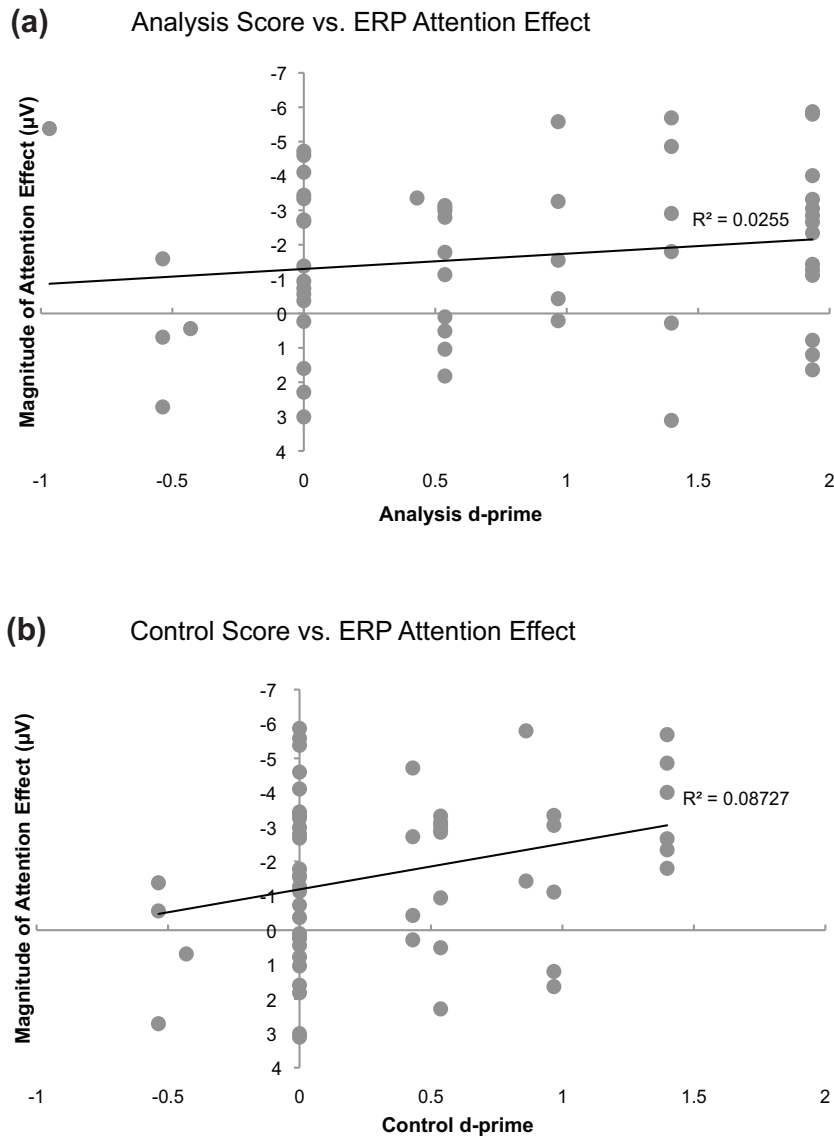 (a) Analysis Score vs. ERP Attention Effect
Magnitude of Attention Effect (µV)
-7
-6
-5
-4
-3
-2
-1
0
1
2
3
4
R² = 0.0255
-1 -0.5 0 0.5 1 1.5 2
Analysis d-prime
(b) Control Score vs. ERP Attention Effect
Magnitude of Attention Effect (µV)
-7
-6
-5
-4
-3
-2
-1
0
1
2
3
4
R² = 0.08727
-1 -0.5 0 0.5 1 1.5 2
Control d-prime